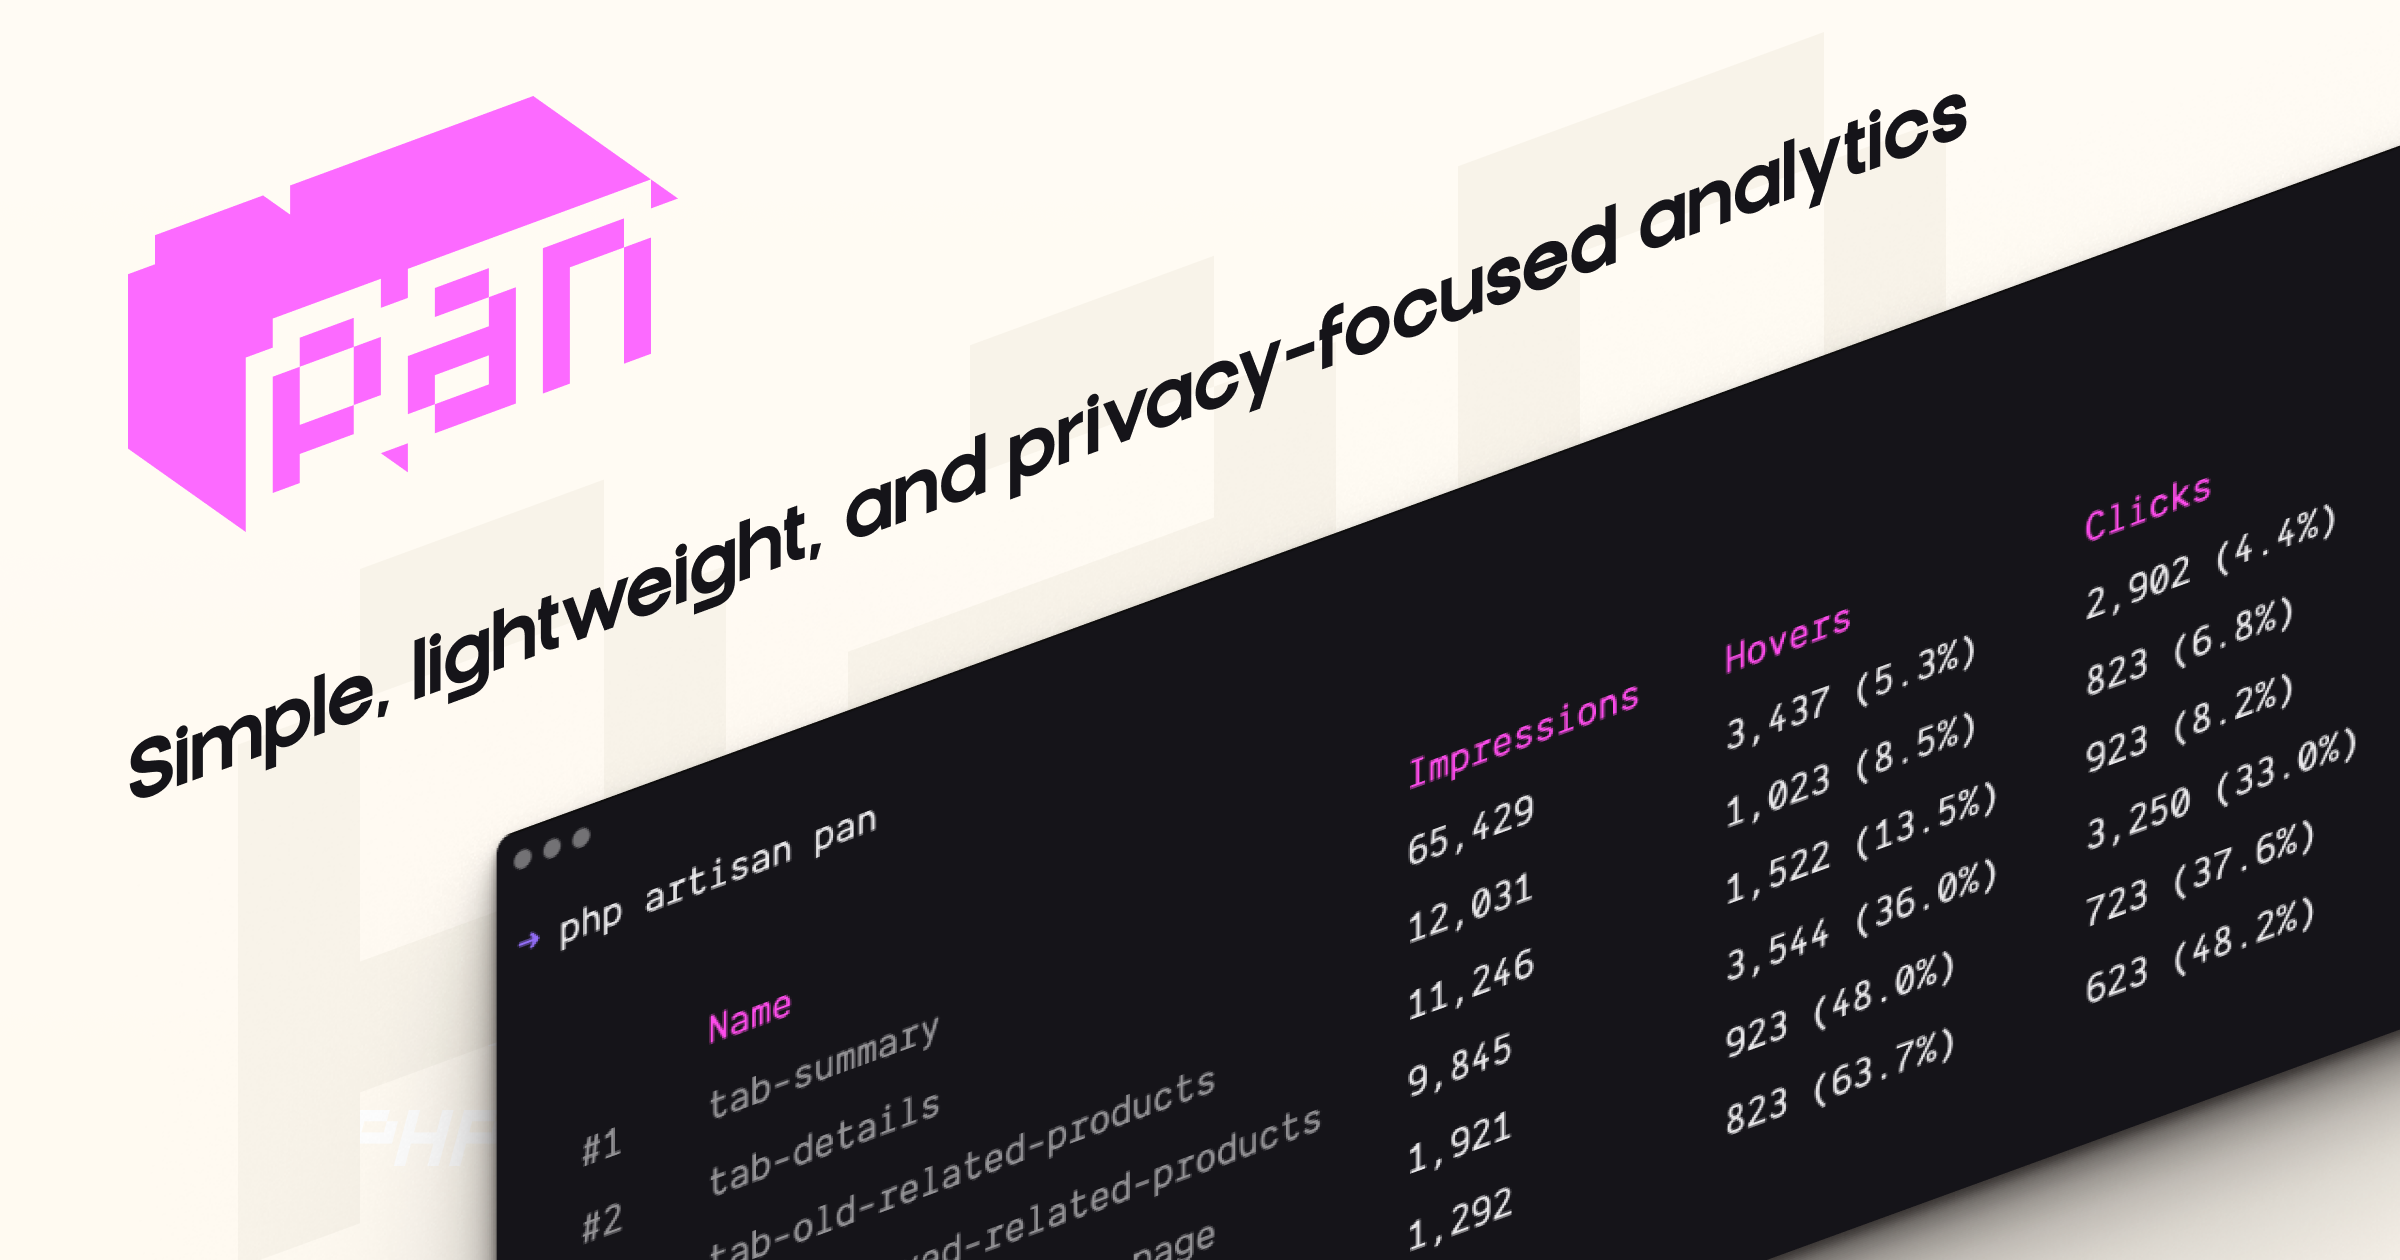 pan
Simple, lightweight, and privacy-focused analytics
➜ php artisan pan
Name Impressions Hovers Clicks
#1 tab-summary 65,429 3,437 (5.3%) 2,902 (4.4%)
#2 tab-details 12,031 1,023 (8.5%) 823 (6.8%)
tab-old-related-products 11,246 1,522 (13.5%) 923 (8.2%)
ed-related-products 9,845 3,544 (36.0%) 3,250 (33.0%)
page 1,921 923 (48.0%) 723 (37.6%)
1,292 823 (63.7%) 623 (48.2%)